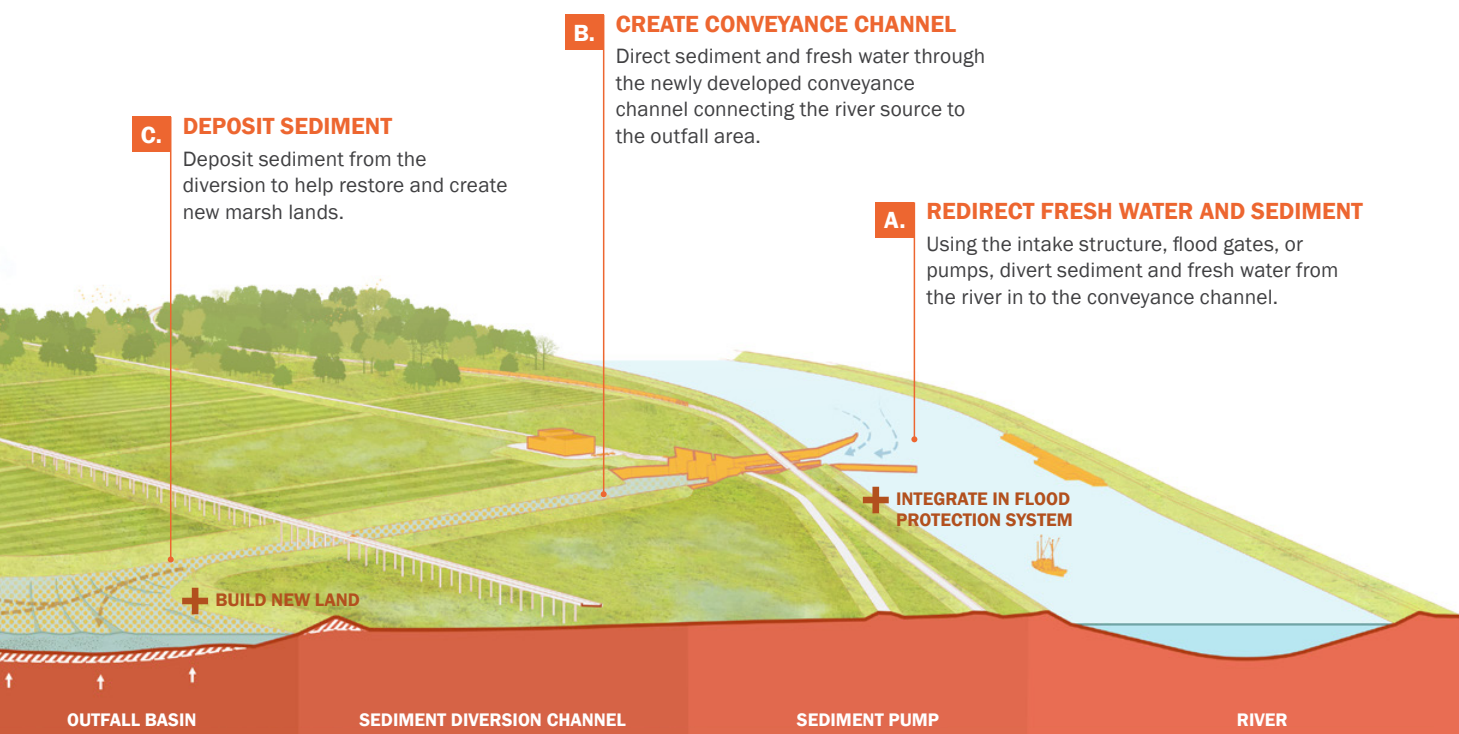 B. CREATE CONVEYANCE CHANNEL
Direct sediment and fresh water through
the newly developed conveyance
channel connecting the river source to
the outfall area.
C. DEPOSIT SEDIMENT
Deposit sediment from the
diversion to help restore and create
new marsh lands.
A. REDIRECT FRESH WATER AND SEDIMENT
Using the intake structure, flood gates, or
pumps, divert sediment and fresh water from
the river in to the conveyance channel.
INTEGRATE IN FLOOD
PROTECTION SYSTEM
BUILD NEW LAND
OUTFALL BASIN
SEDIMENT DIVERSION CHANNEL
SEDIMENT PUMP
RIVER